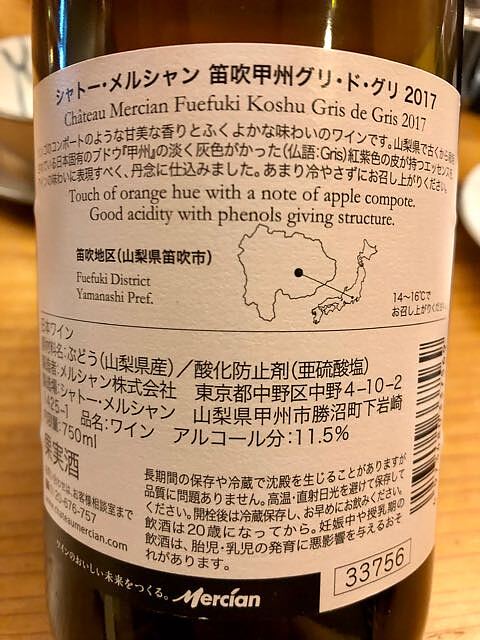 シャトー・メルシャン 笛吹甲州グリ・ド・グリ 2017
Château Mercian Fuefuki Koshu Gris de Gris 2017
コンポートのような甘美な香りとふくよかな味わいのワインです。山梨県で古くから
日本固有のブドウ『甲州』の淡く灰色がかった(仏語:Gris)紅紫色の皮が持つエッセンスを
味わいに表現すべく、丹念に仕込みました。あまり冷やさずにお召し上がりください。
Touch of orange hue with a note of apple compote.
Good acidity with phenols giving structure.
笛吹地区(山梨県笛吹市)
Fuefuki District
Yamanashi Pref.
14~16℃で
お召し上がりください。
日本ワイン
ぶどう(山梨県産)/酸化防止剤(亜硫酸塩)
メルシャン株式会社 東京都中野区中野4-10-2
シャトー・メルシャン 山梨県甲州市勝沼町下岩崎
1425-1 品名:ワイン アルコール分:11.5%
750ml
果実酒
長期間の保存や冷蔵で沈殿を生じることがありますが
品質に問題ありません。高温・直射日光を避けて保存して
ください。開栓後は冷蔵保存し、お早めにお飲みください。
飲酒は20歳になってから。妊娠中や授乳期の
飲酒は、胎児・乳児の発育に悪影響を与えるおそ
れがあります。
お客様相談室まで
20-676-757
ワインのおいしい未来をつくる。 Mercian
33756